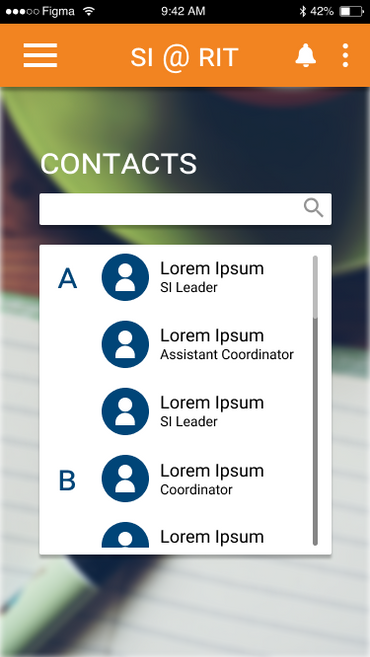 Figma 9:42 AM 42%
SI @ RIT
CONTACTS
A
Lorem Ipsum
SI Leader
Lorem Ipsum
Assistant Coordinator
Lorem Ipsum
SI Leader
B
Lorem Ipsum
Coordinator
Lorem Ipsum